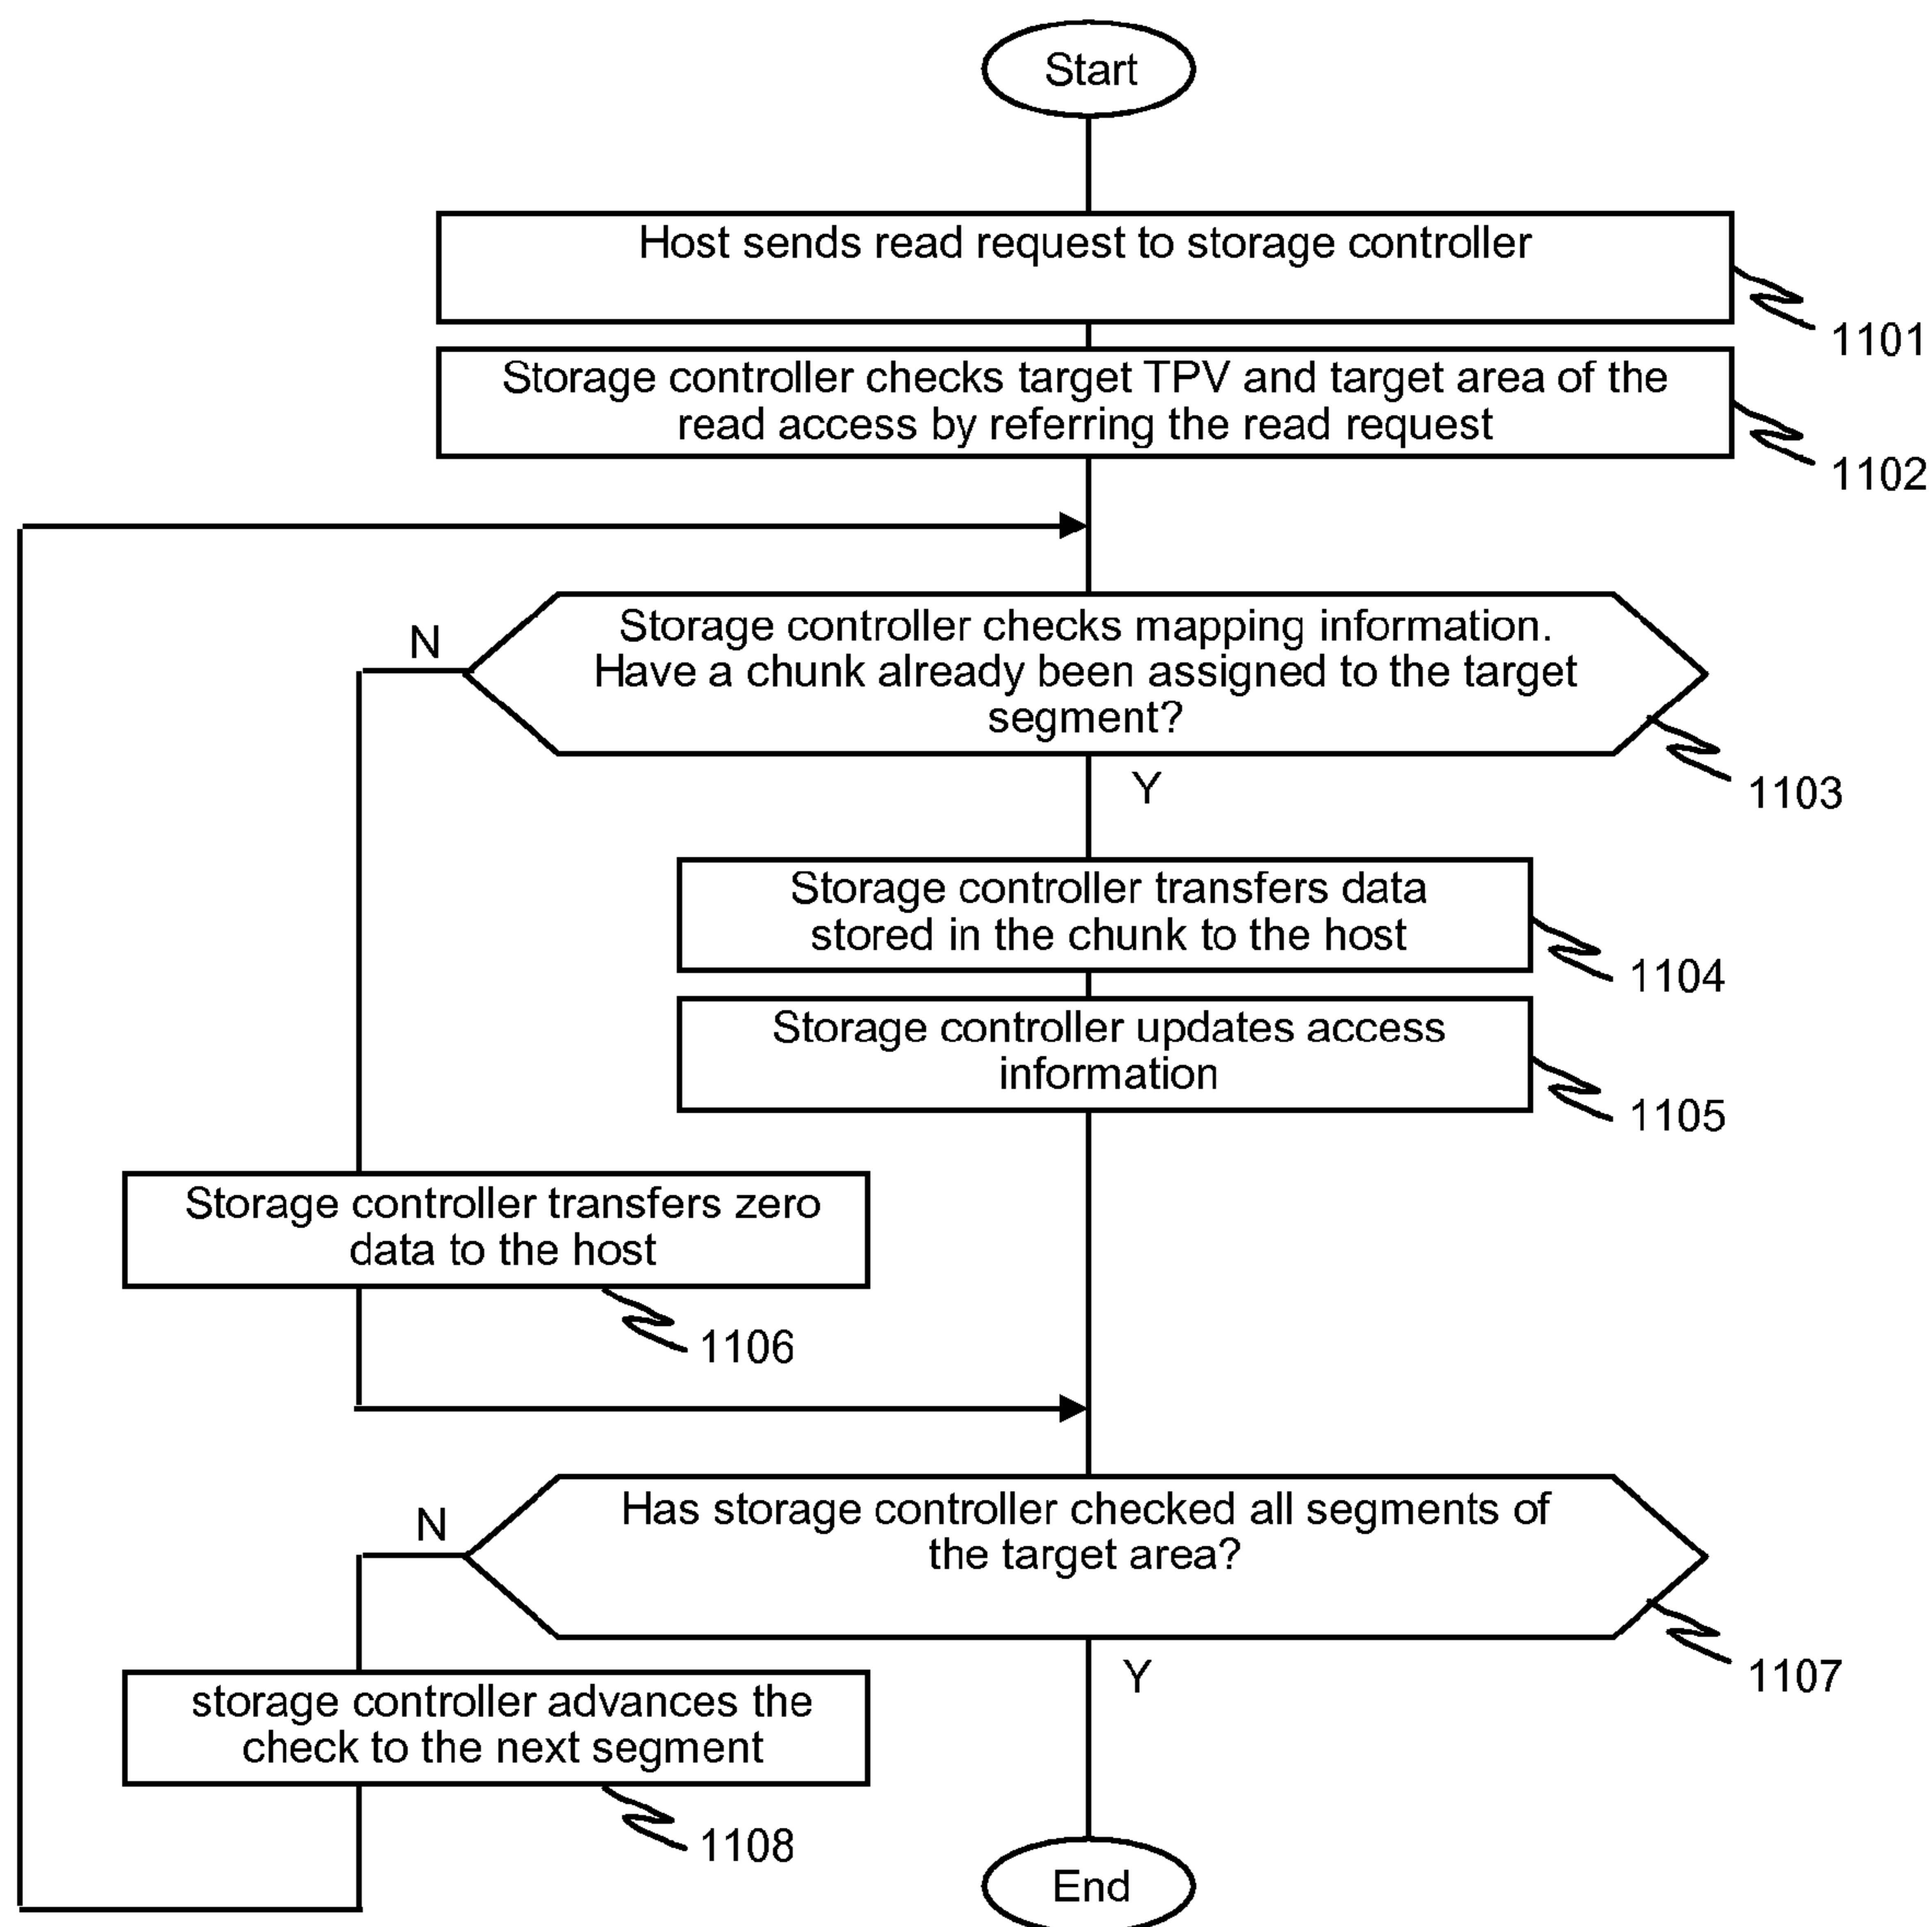 Start
Host sends read request to storage controller
1101
Storage controller checks target TPV and target area of the
read access by referring the read request
1102
N
Storage controller checks mapping information.
Have a chunk already been assigned to the target
segment?
1103
Y
Storage controller transfers data
stored in the chunk to the host
1104
Storage controller updates access
information
1105
Storage controller transfers zero
data to the host
1106
N
Has storage controller checked all segments of
the target area?
1107
Y
storage controller advances the
check to the next segment
1108
End